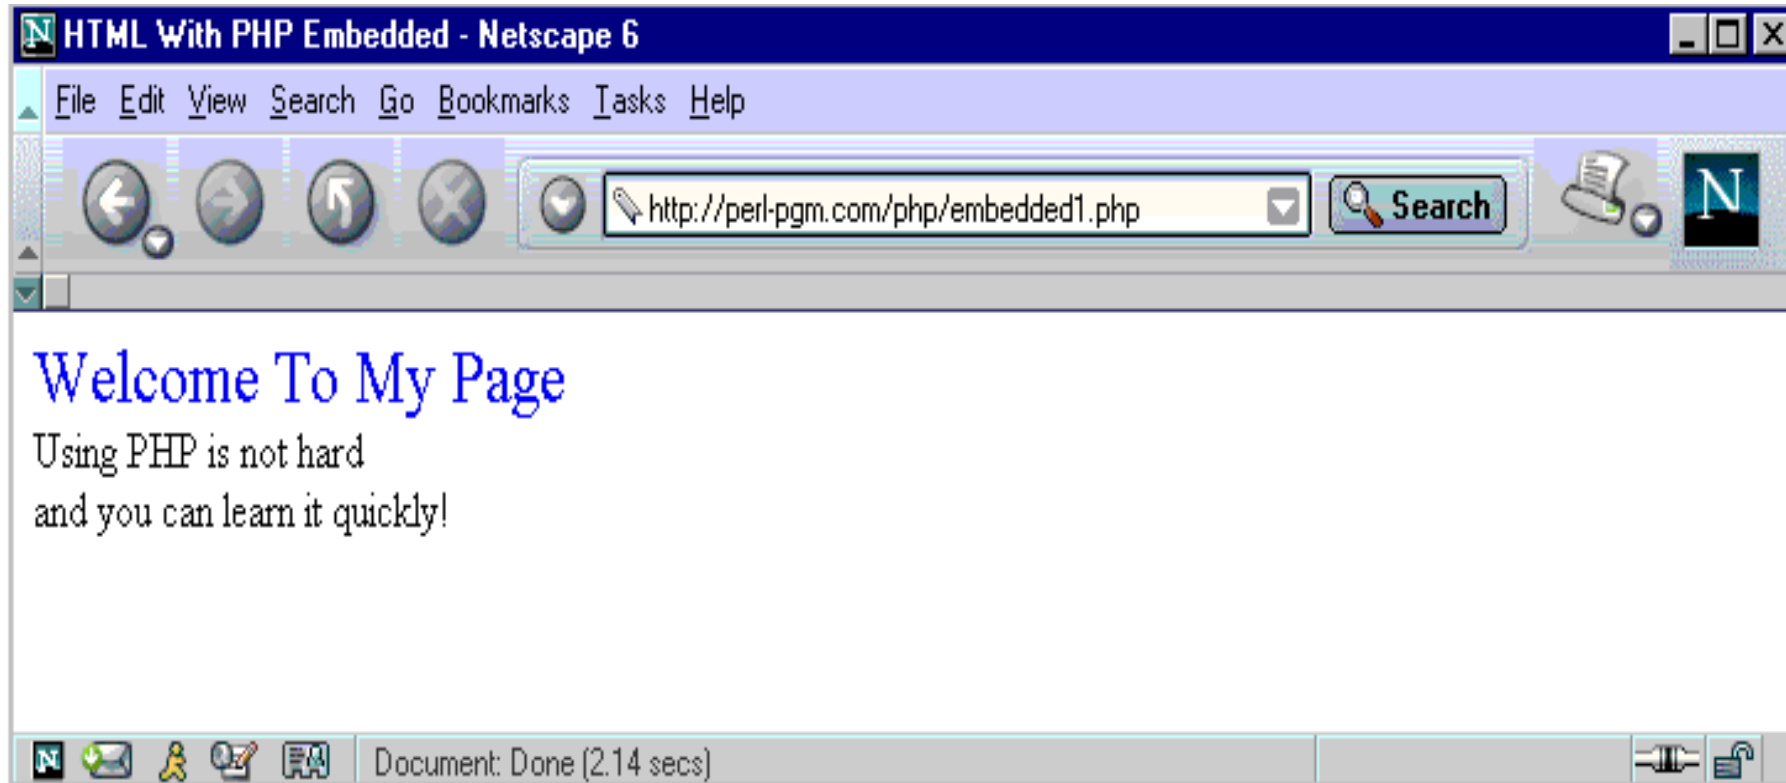 HTML With PHP Embedded - Netscape 6
File Edit View Search Go Bookmarks Tasks Help
http://perl-pgm.com/php/embedded1.php Search N
Welcome To My Page
Using PHP is not hard
and you can learn it quickly!
N Document: Done (2.14 secs)